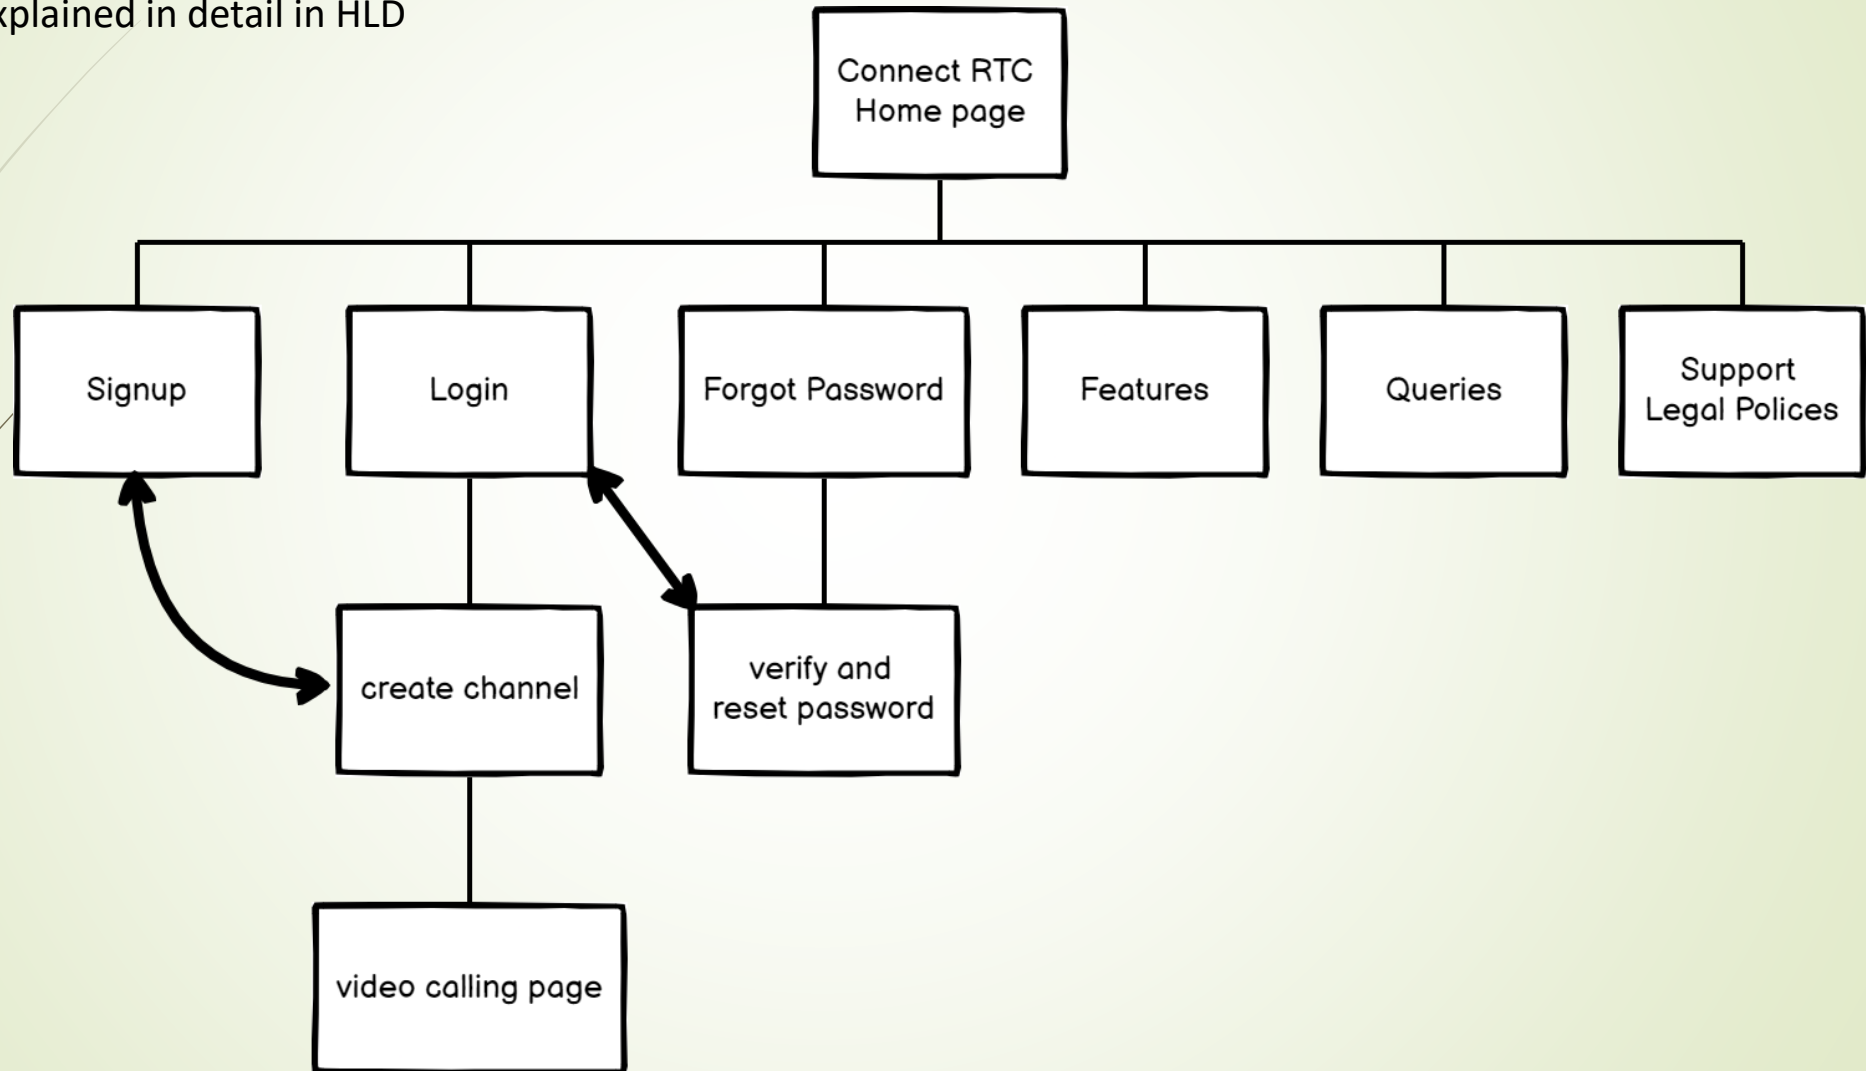 xplained in detail in HLD
Connect RTC
Home page
Signup
Login
Forgot Password
Features
Queries
Support
Legal Polices
create channel
verify and
reset password
video calling page